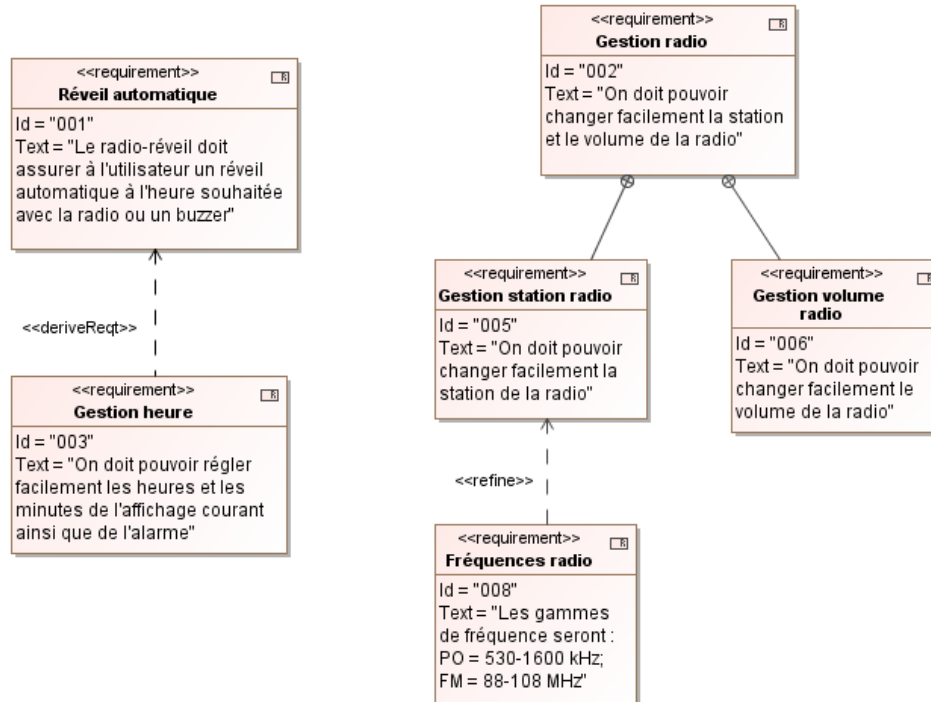 <<requirement>>
Réveil automatique
Id = "001"
Text = "Le radio-réveil doit
assurer à l'utilisateur un réveil
automatique à l'heure souhaitée
avec la radio ou un buzzer"
<<deriveReqt>>
<<requirement>>
Gestion heure
Id = "003"
Text = "On doit pouvoir régler
facilement les heures et les
minutes de l'affichage courant
ainsi que de l'alarme"
<<requirement>>
Gestion radio
Id = "002"
Text = "On doit pouvoir
changer facilement la station
et le volume de la radio"
<<requirement>>
Gestion station radio
Id = "005"
Text = "On doit pouvoir
changer facilement la
station de la radio"
<<requirement>>
Gestion volume
radio
Id = "006"
Text = "On doit pouvoir
changer facilement le
volume de la radio"
<<refine>>
<<requirement>>
Fréquences radio
Id = "008"
Text = "Les gammes
de fréquence seront :
PO = 530-1600 kHz;
FM = 88-108 MHz"